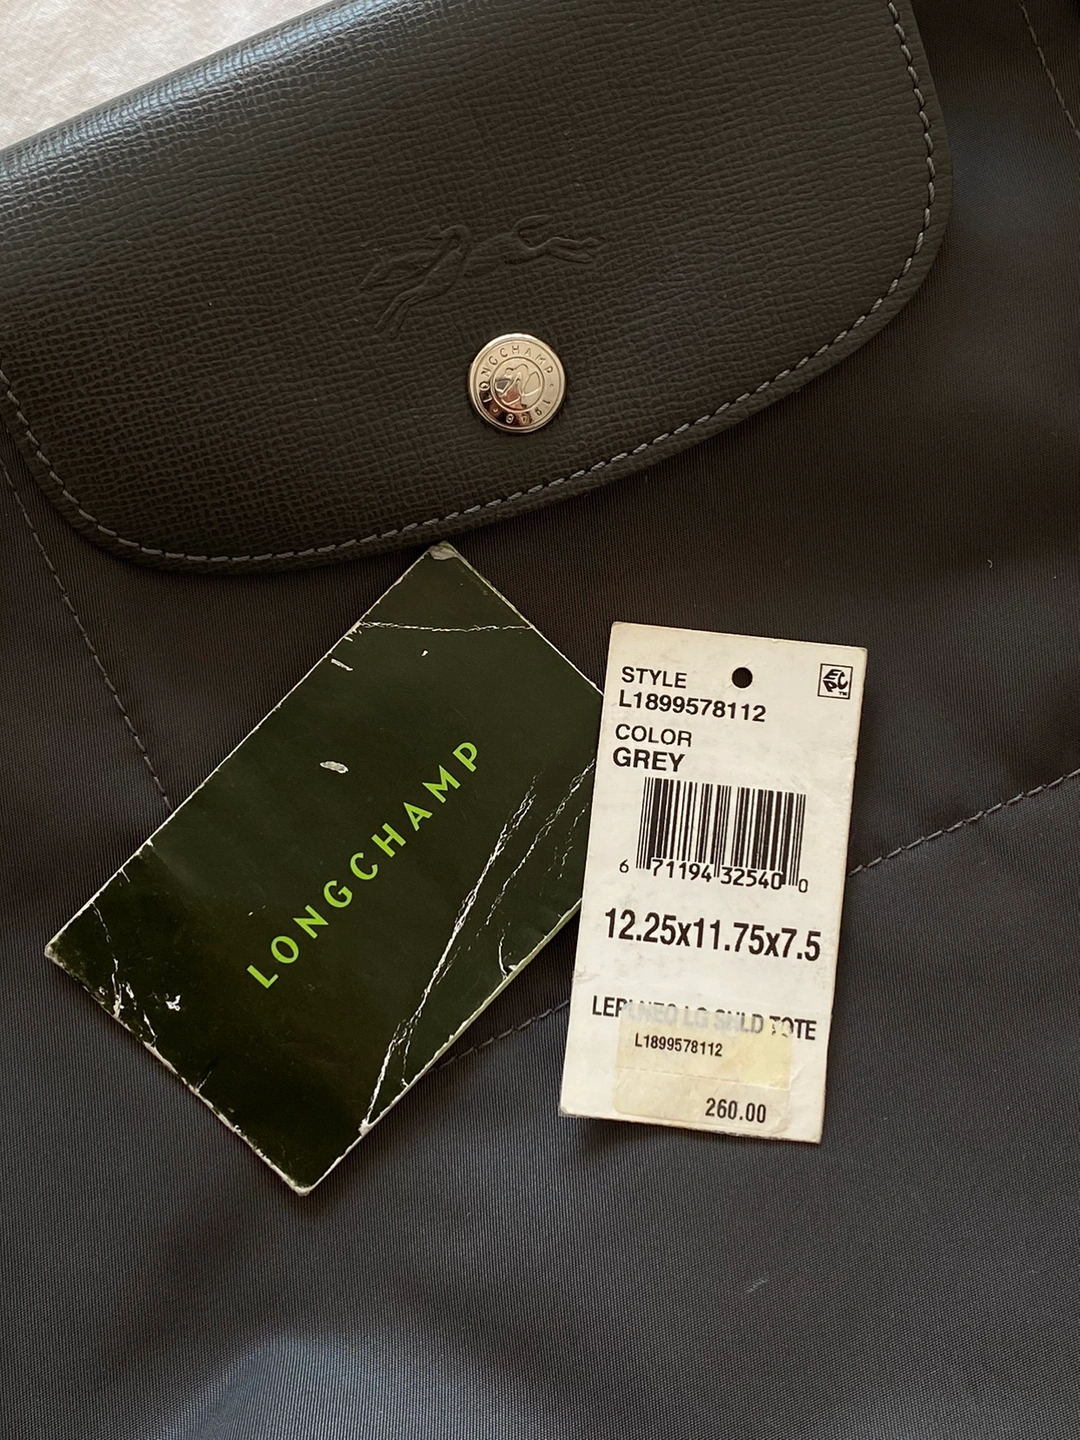 LONGCHAMP · 1948 ·
LONGCHAMP
STYLE
L1899578112
COLOR
GREY
6 71194 32540 0
12.25x11.75x7.5
LEPLNEO LG SHLD TOTE
L1899578112
260.00